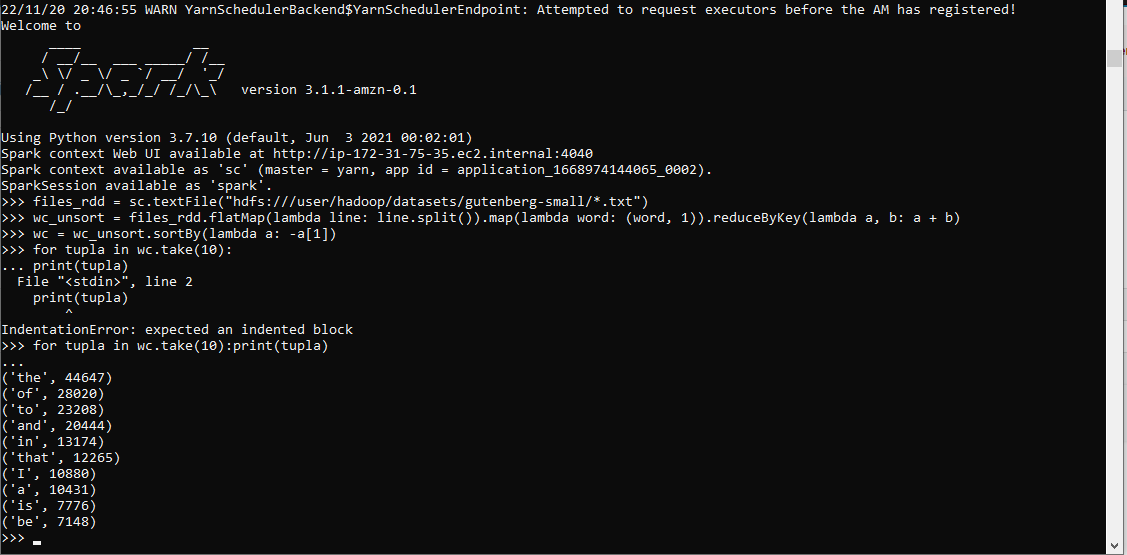 22/11/20 20:46:55 WARN YarnSchedulerBackend$YarnSchedulerEndpoint: Attempted to request executors before the AM has registered!
Welcome to
      ____              __
     / __/__  ___ _____/ /__
    _\ \/ _ \/ _ `/ __/  '_/
   /__ / .__/\_,_/_/ /_/\_\   version 3.1.1-amzn-0.1
      /_/
Using Python version 3.7.10 (default, Jun  3 2021 00:02:01)
Spark context Web UI available at http://ip-172-31-75-35.ec2.internal:4040
Spark context available as 'sc' (master = yarn, app id = application_1668974144065_0002).
SparkSession available as 'spark'.
>>> files_rdd = sc.textFile("hdfs:///user/hadoop/datasets/gutenberg-small/*.txt")
>>> wc_unsort = files_rdd.flatMap(lambda line: line.split()).map(lambda word: (word, 1)).reduceByKey(lambda a, b: a + b)
>>> wc = wc_unsort.sortBy(lambda a: -a[1])
>>> for tupla in wc.take(10):
... print(tupla)
  File "<stdin>", line 2
    print(tupla)
        ^
IndentationError: expected an indented block
>>> for tupla in wc.take(10):print(tupla)
...
('the', 44647)
('of', 28020)
('to', 23208)
('and', 20444)
('in', 13174)
('that', 12265)
('I', 10880)
('a', 10431)
('is', 7776)
('be', 7148)
>>>